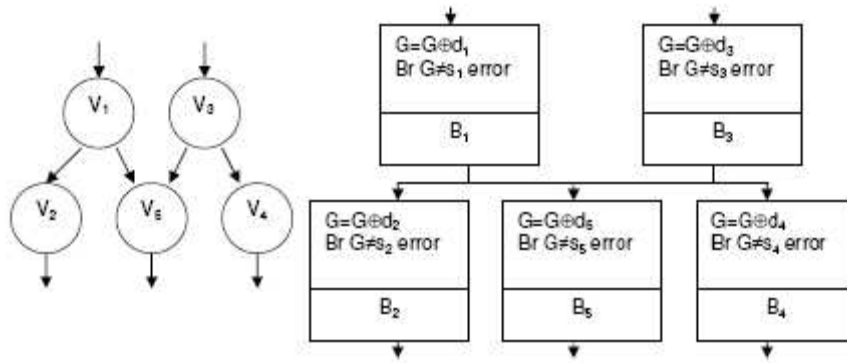 V₁
V₃
V₂
V₅
V₄
G=G⊕d₁
Br G≠s₁ error
B₁
G=G⊕d₃
Br G≠s₃ error
B₃
G=G⊕d₂
Br G≠s₂ error
B₂
G=G⊕d₅
Br G≠s₅ error
B₅
G=G⊕d₄
Br G≠s₄ error
B₄